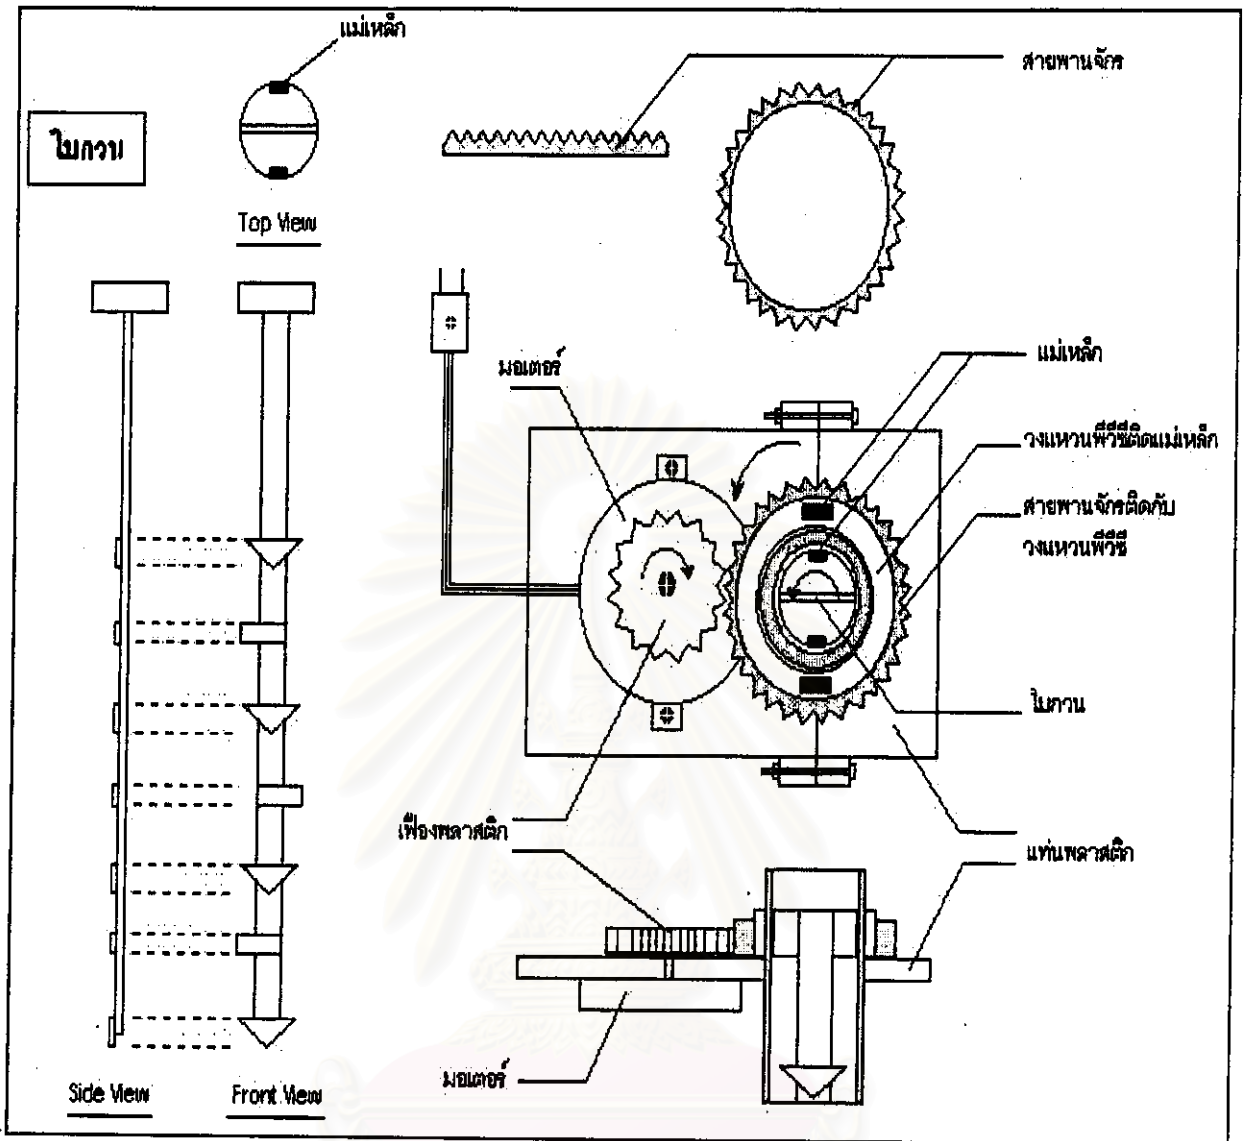 แม่เหล็ก
สายพานจักร
ใบกวน
Top View
มอเตอร์
แม่เหล็ก
วงแหวนพีวีซีติดแม่เหล็ก
สายพานจักรติดกับ
วงแหวนพีวีซี
ใบกวน
เฟืองพลาสติก
แท่นพลาสติก
มอเตอร์
Side View
Front View